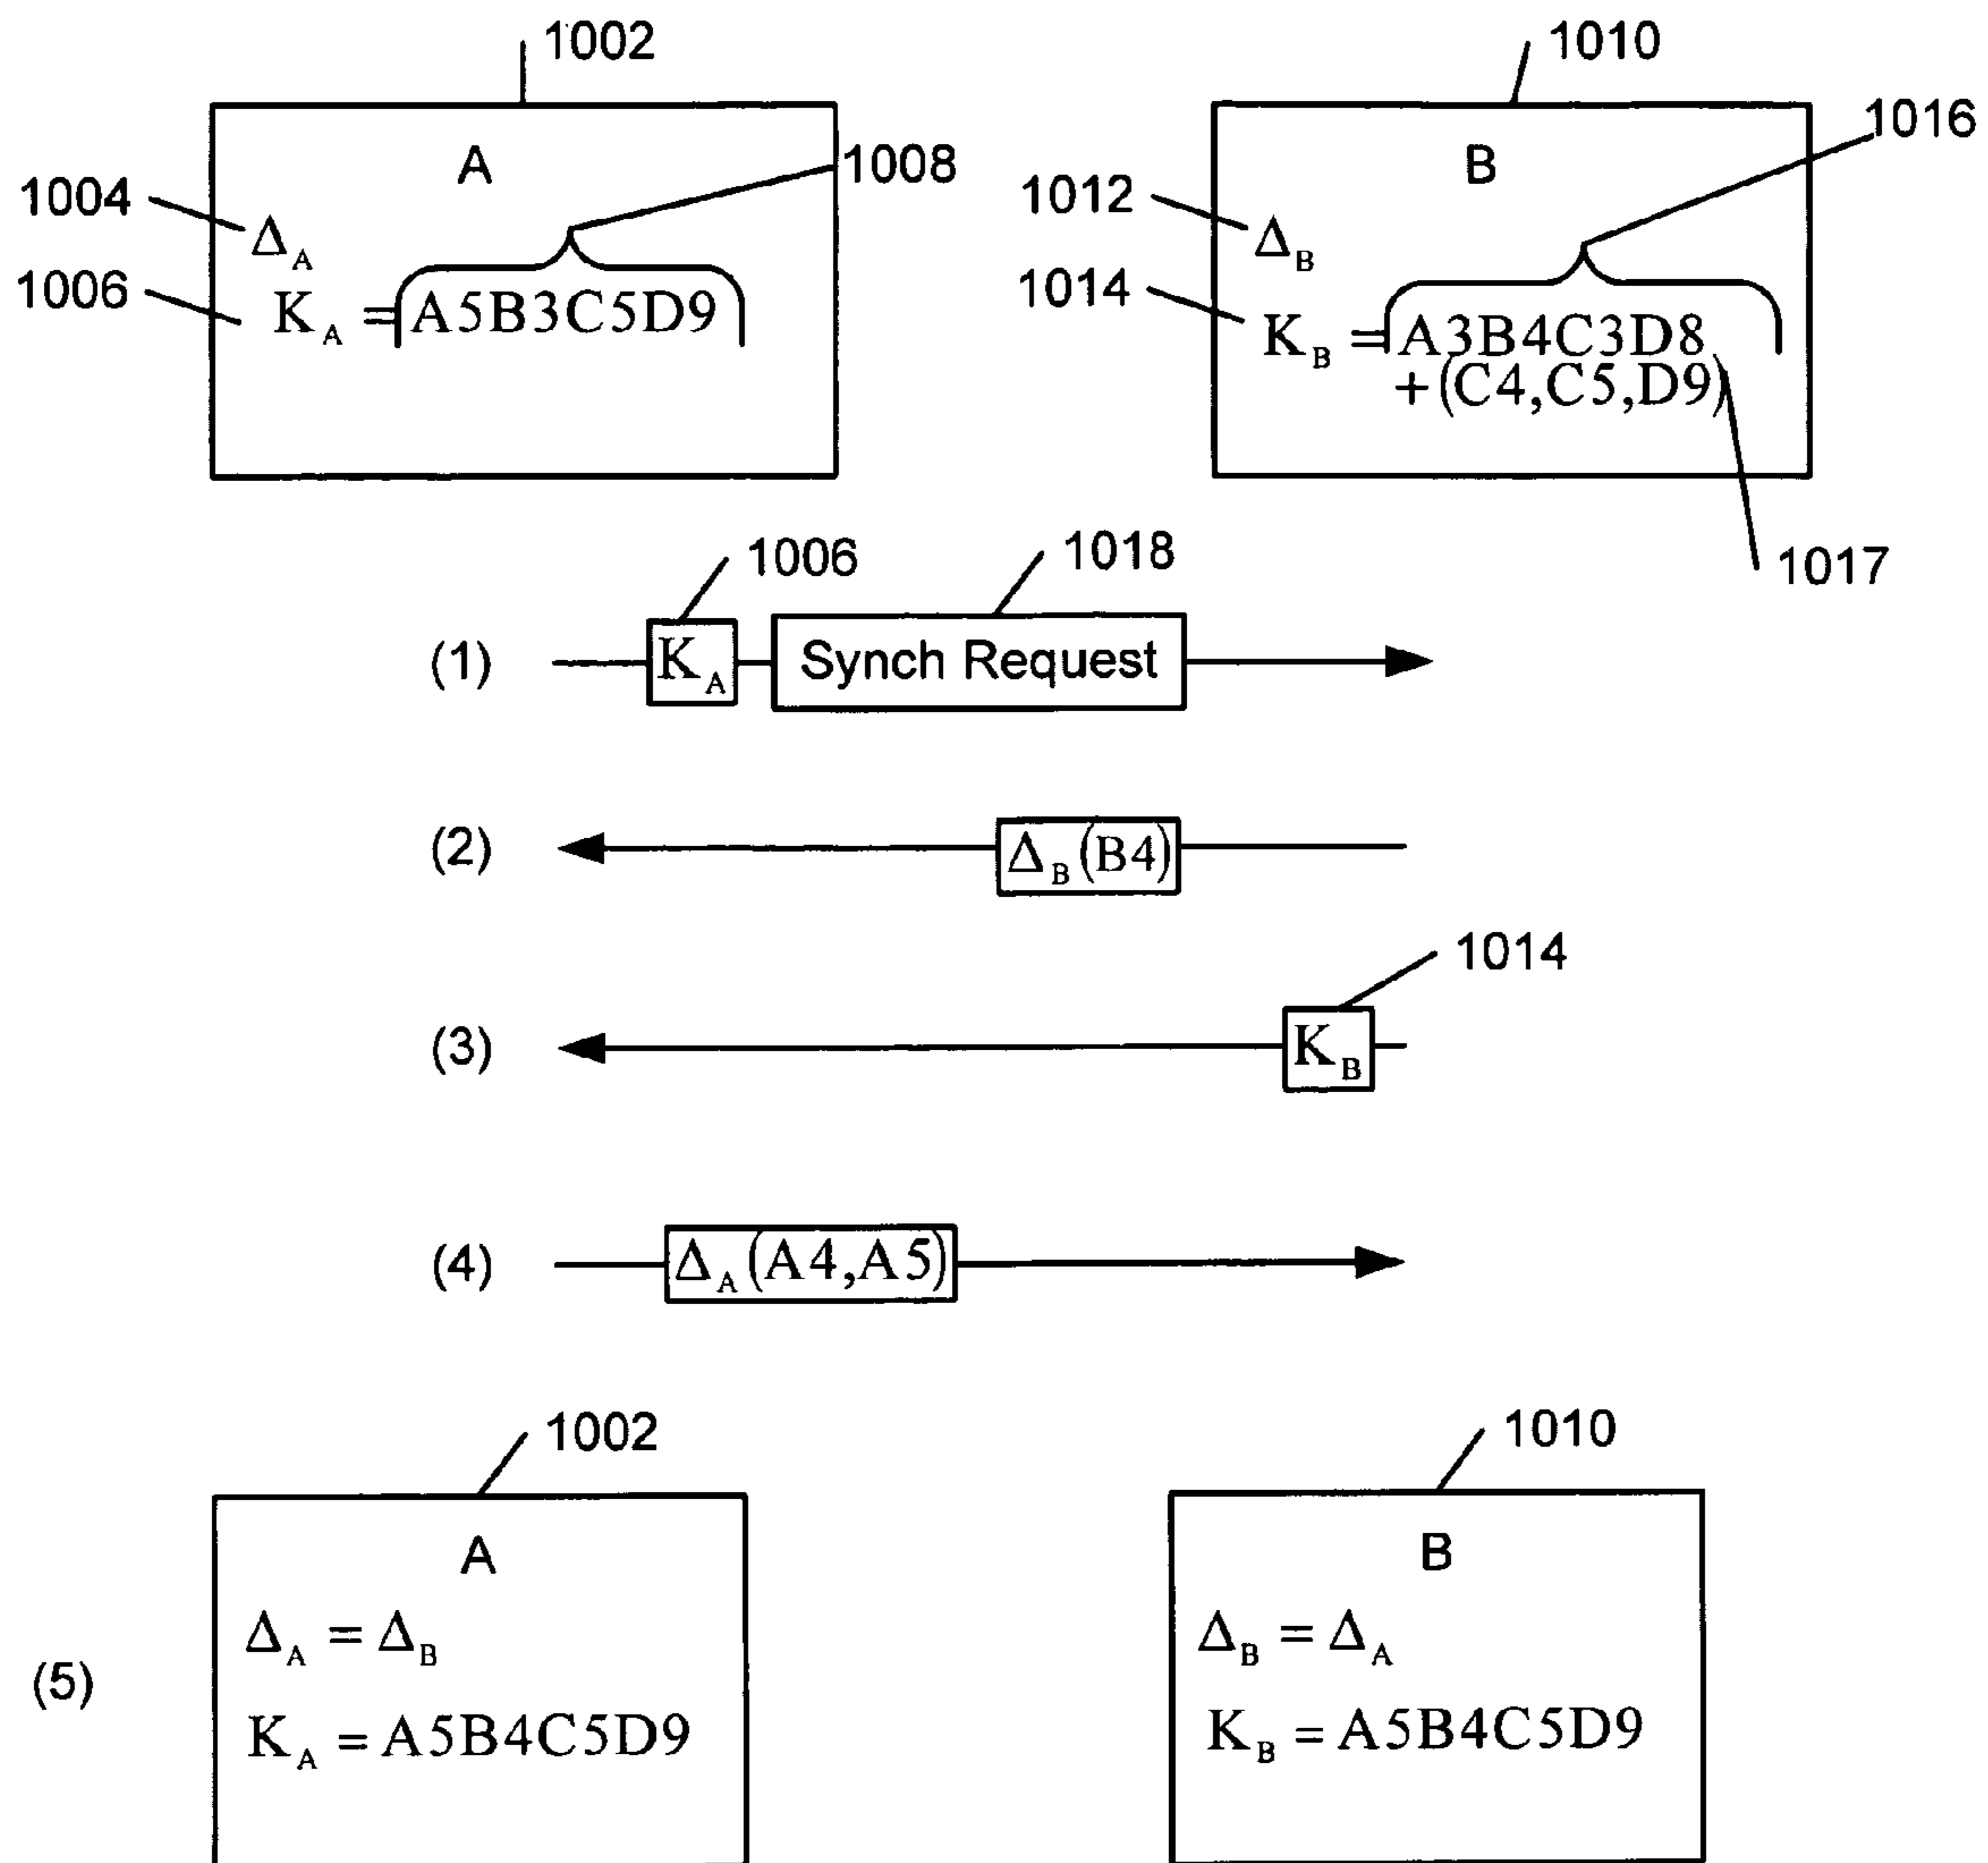 1002
1010
1016
A
1008
B
1004
1012
Δ_A
Δ_B
1006
1014
K_A = A5B3C5D9
K_B = A3B4C3D8
+(C4,C5,D9)
1017
1006
1018
(1)
K_A
Synch Request
(2)
Δ_B(B4)
1014
(3)
K_B
(4)
Δ_A(A4,A5)
1002
1010
A
B
Δ_A = Δ_B
Δ_B = Δ_A
(5)
K_A = A5B4C5D9
K_B = A5B4C5D9